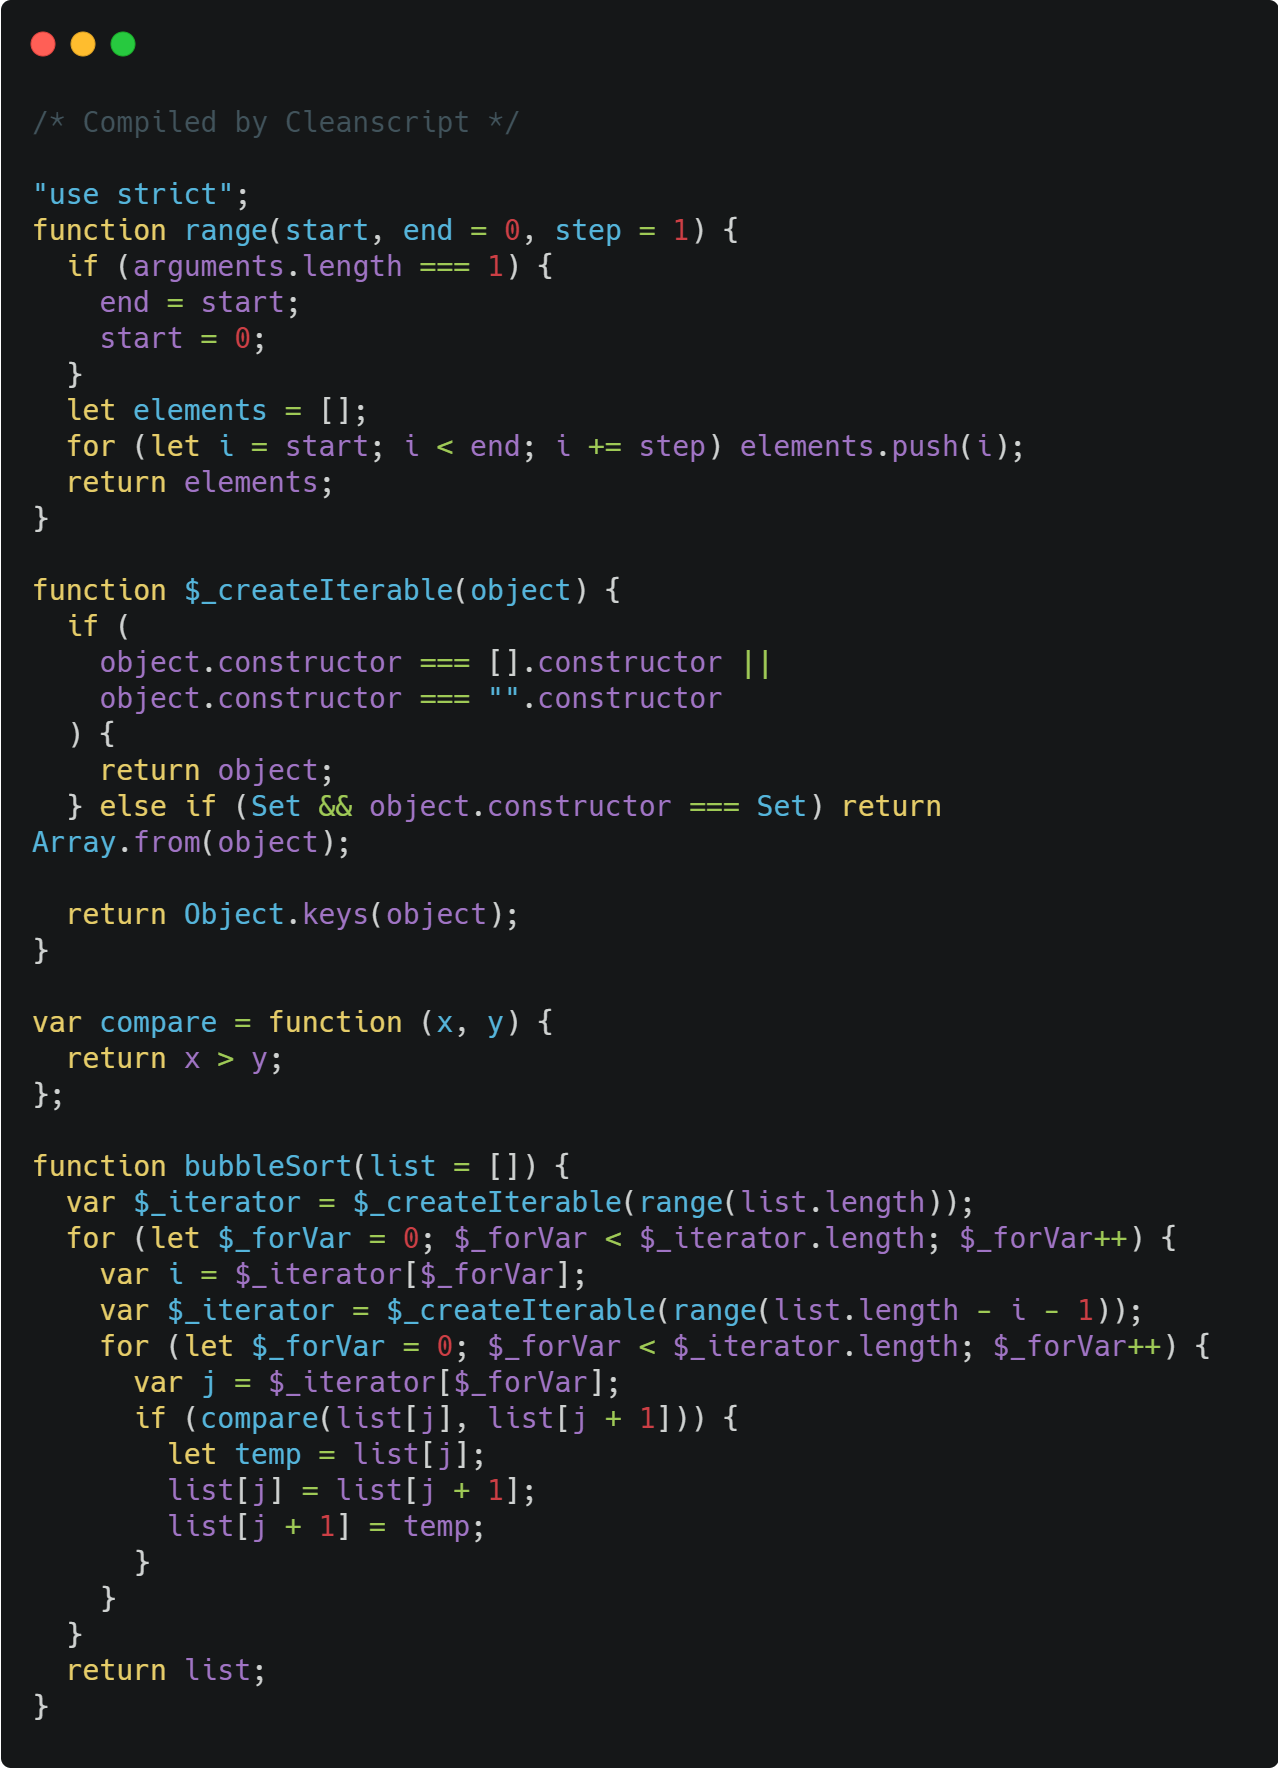 /* Compiled by Cleanscript */

"use strict";
function range(start, end = 0, step = 1) {
  if (arguments.length === 1) {
    end = start;
    start = 0;
  }
  let elements = [];
  for (let i = start; i < end; i += step) elements.push(i);
  return elements;
}

function $_createIterable(object) {
  if (
    object.constructor === [].constructor ||
    object.constructor === "".constructor
  ) {
    return object;
  } else if (Set && object.constructor === Set) return
Array.from(object);

  return Object.keys(object);
}

var compare = function (x, y) {
  return x > y;
};

function bubbleSort(list = []) {
  var $_iterator = $_createIterable(range(list.length));
  for (let $_forVar = 0; $_forVar < $_iterator.length; $_forVar++) {
    var i = $_iterator[$_forVar];
    var $_iterator = $_createIterable(range(list.length - i - 1));
    for (let $_forVar = 0; $_forVar < $_iterator.length; $_forVar++) {
      var j = $_iterator[$_forVar];
      if (compare(list[j], list[j + 1])) {
        let temp = list[j];
        list[j] = list[j + 1];
        list[j + 1] = temp;
      }
    }
  }
  return list;
}